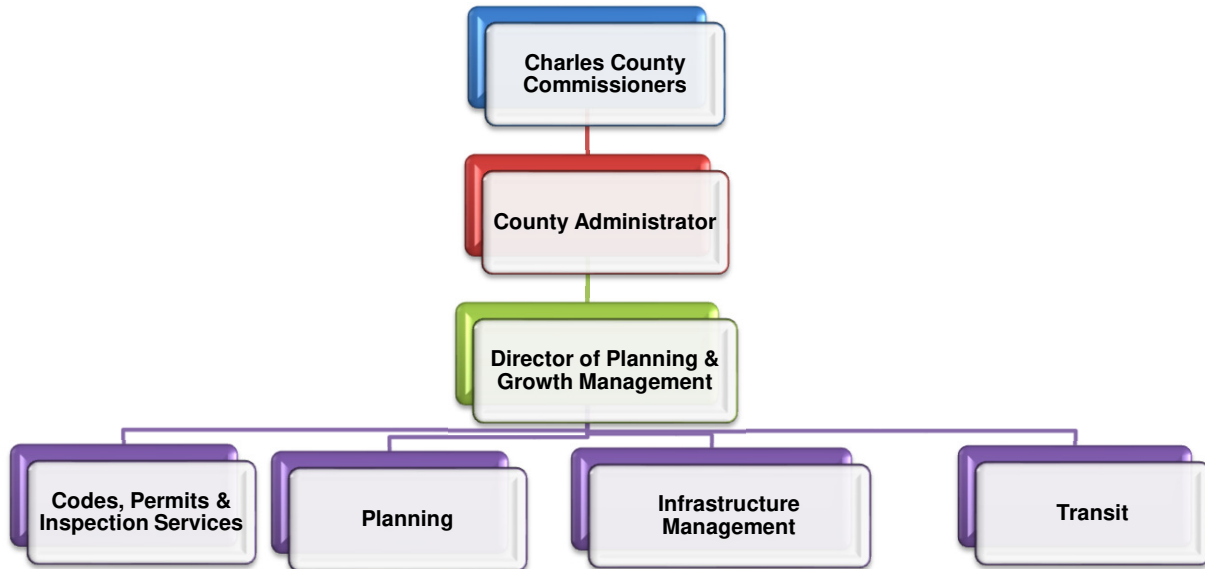 Charles County
Commissioners
County Administrator
Director of Planning &
Growth Management
Codes, Permits &
Inspection Services
Planning
Infrastructure
Management
Transit